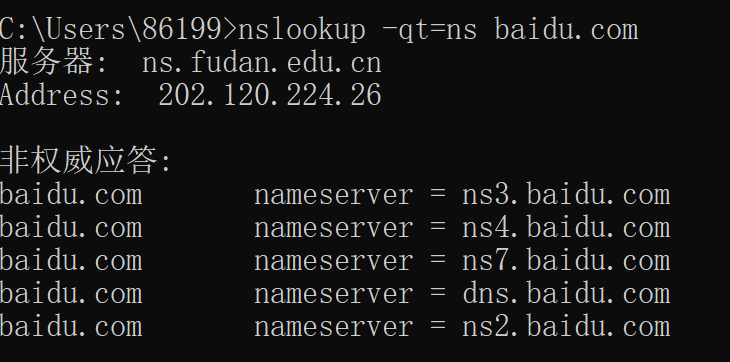 C:\Users\86199>nslookup -qt=ns baidu.com
服务器:  ns.fudan.edu.cn
Address:  202.120.224.26
非权威应答:
baidu.com       nameserver = ns3.baidu.com
baidu.com       nameserver = ns4.baidu.com
baidu.com       nameserver = ns7.baidu.com
baidu.com       nameserver = dns.baidu.com
baidu.com       nameserver = ns2.baidu.com